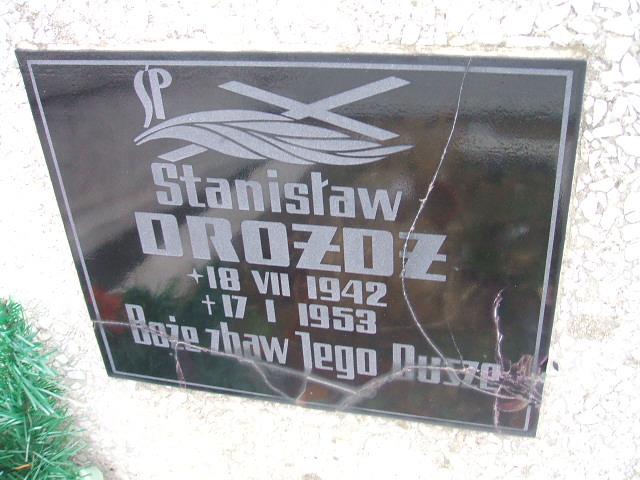 ŚP
Stanisław
DROŻDŻ
* 18 VII 1942
† 17 I 1953
Boże zbaw Jego Duszę